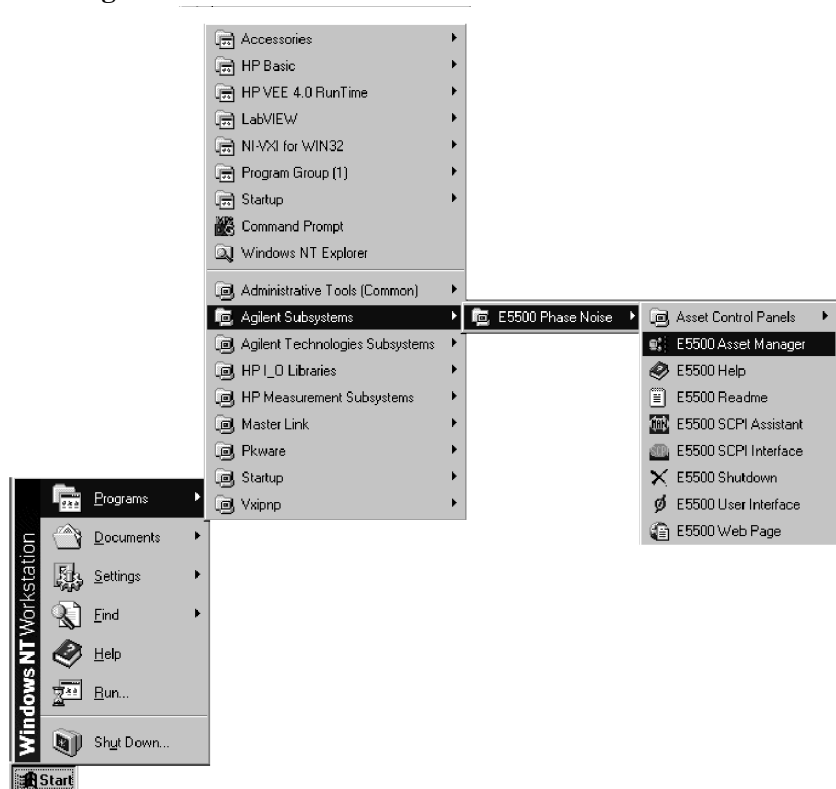 Accessories
HP Basic
HP VEE 4.0 RunTime
LabVIEW
NI-VXI for WIN32
Program Group (1)
Startup
Command Prompt
Windows NT Explorer
Administrative Tools (Common)
Agilent Subsystems
Agilent Technologies Subsystems
HP I_O Libraries
HP Measurement Subsystems
Master Link
Pkware
Startup
Vxipnp
E5500 Phase Noise
Asset Control Panels
E5500 Asset Manager
E5500 Help
E5500 Readme
E5500 SCPI Assistant
E5500 SCPI Interface
E5500 Shutdown
E5500 User Interface
E5500 Web Page
Programs
Documents
Settings
Find
Help
Run...
Shut Down...
Windows NT Workstation
Start